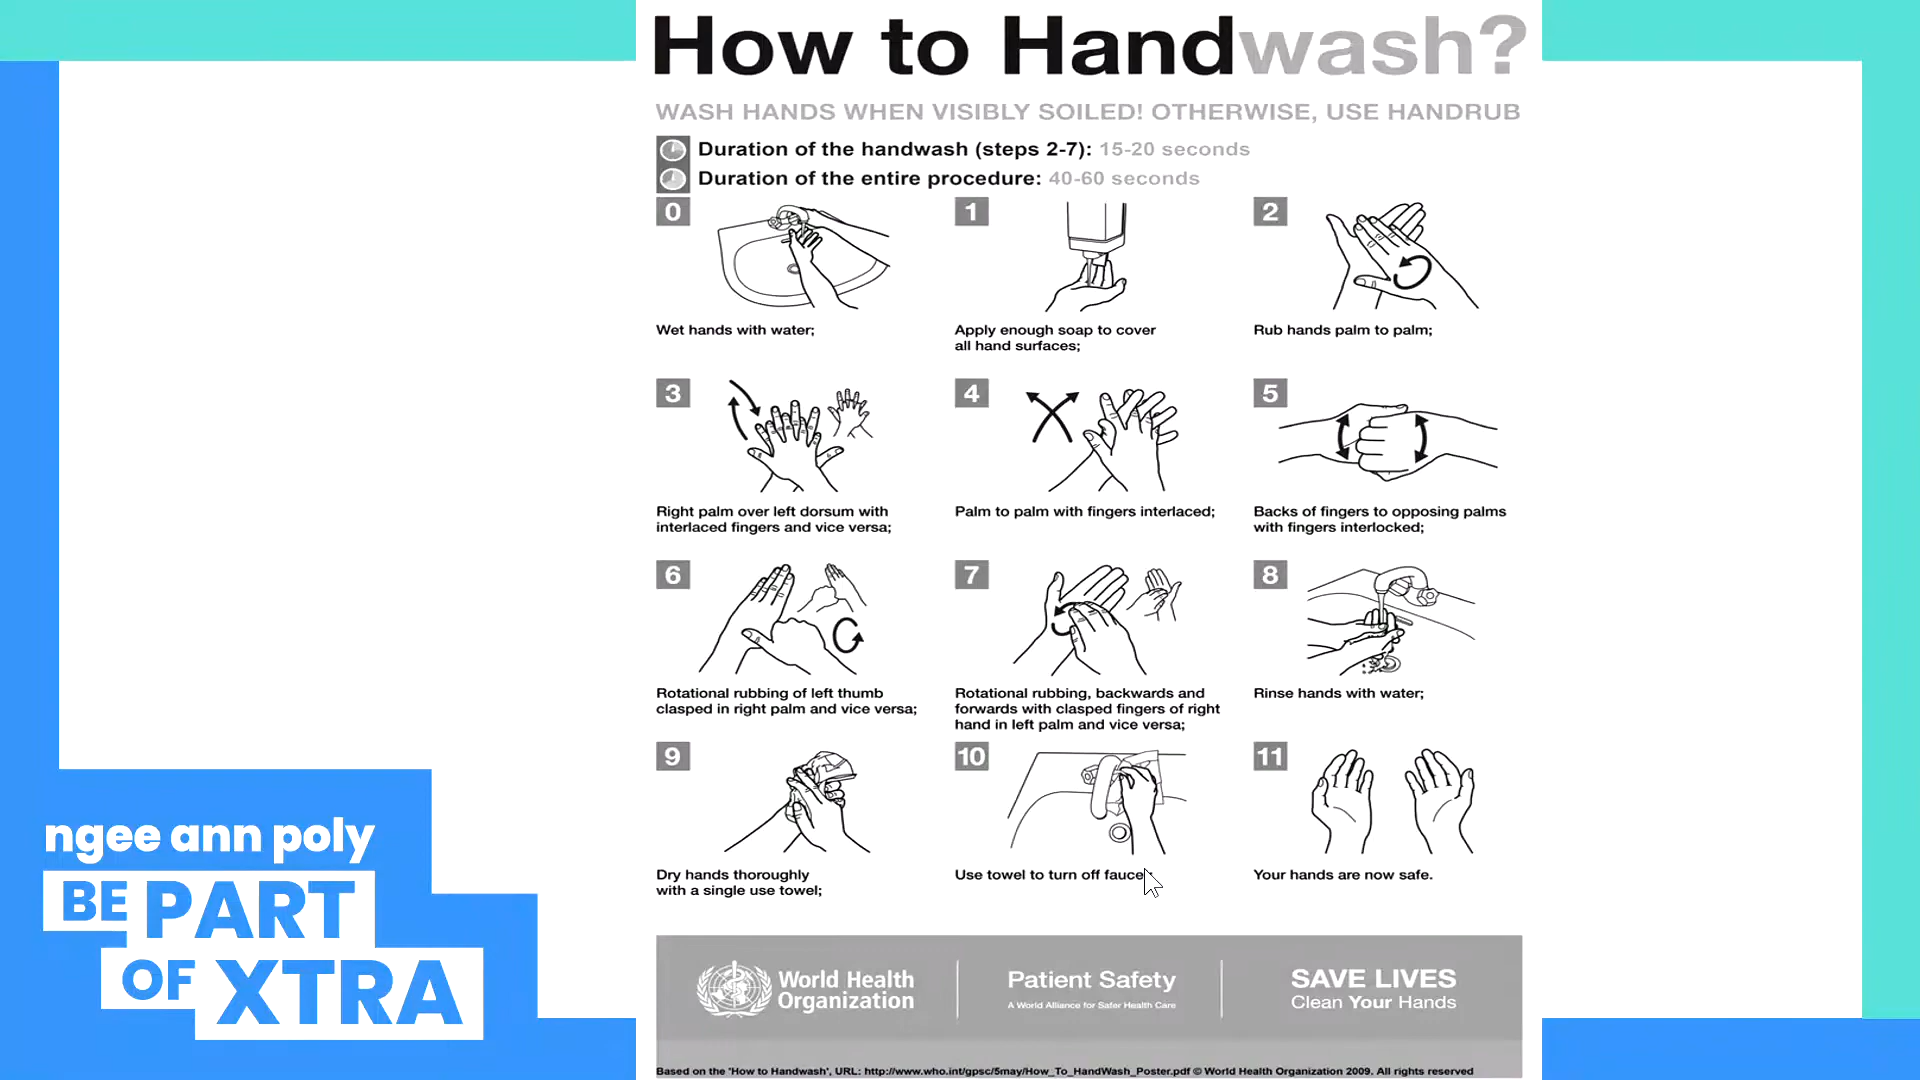 How to Handwash?
WASH HANDS WHEN VISIBLY SOILED! OTHERWISE, USE HANDRUB
Duration of the handwash (steps 2-7): 15-20 seconds
Duration of the entire procedure: 40-60 seconds
0
Wet hands with water;
1
Apply enough soap to cover
all hand surfaces;
2
Rub hands palm to palm;
3
Right palm over left dorsum with
interlaced fingers and vice versa;
4
Palm to palm with fingers interlaced;
5
Backs of fingers to opposing palms
with fingers interlocked;
6
Rotational rubbing of left thumb
clasped in right palm and vice versa;
7
Rotational rubbing, backwards and
forwards with clasped fingers of right
hand in left palm and vice versa;
8
Rinse hands with water;
9
Dry hands thoroughly
with a single use towel;
10
Use towel to turn off faucet;
11
Your hands are now safe.
ngee ann poly
BE PART
OF XTRA
World Health
Organization
Patient Safety
A World Alliance for Safer Health Care
SAVE LIVES
Clean Your Hands
Based on the 'How to Handwash', URL: http://www.who.int/gpsc/5may/How_To_HandWash_Poster.pdf © World Health Organization 2009. All rights reserved